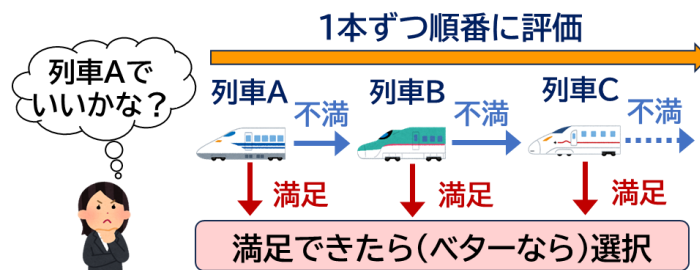 1本ずつ順番に評価
列車Aで
いいかな?
列車A
不満
列車B
不満
列車C
不満
満足
満足
満足
満足できたら(ベターなら)選択